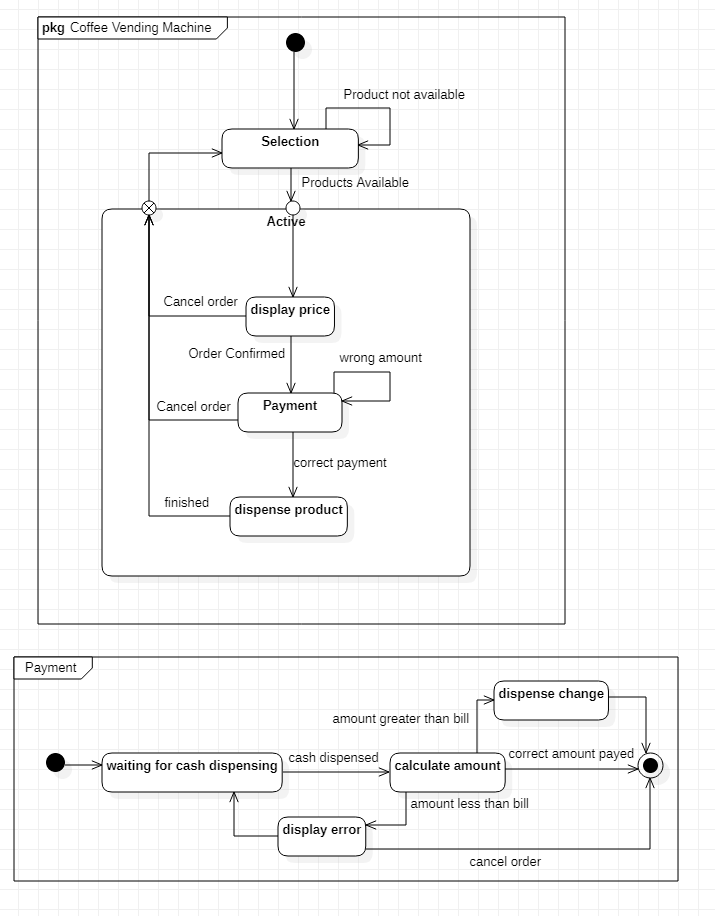 pkg Coffee Vending Machine
Product not available
Selection
Products Available
Active
Cancel order
display price
Order Confirmed
wrong amount
Cancel order
Payment
correct payment
finished
dispense product
Payment
dispense change
amount greater than bill
waiting for cash dispensing
cash dispensed
calculate amount
correct amount payed
amount less than bill
display error
cancel order